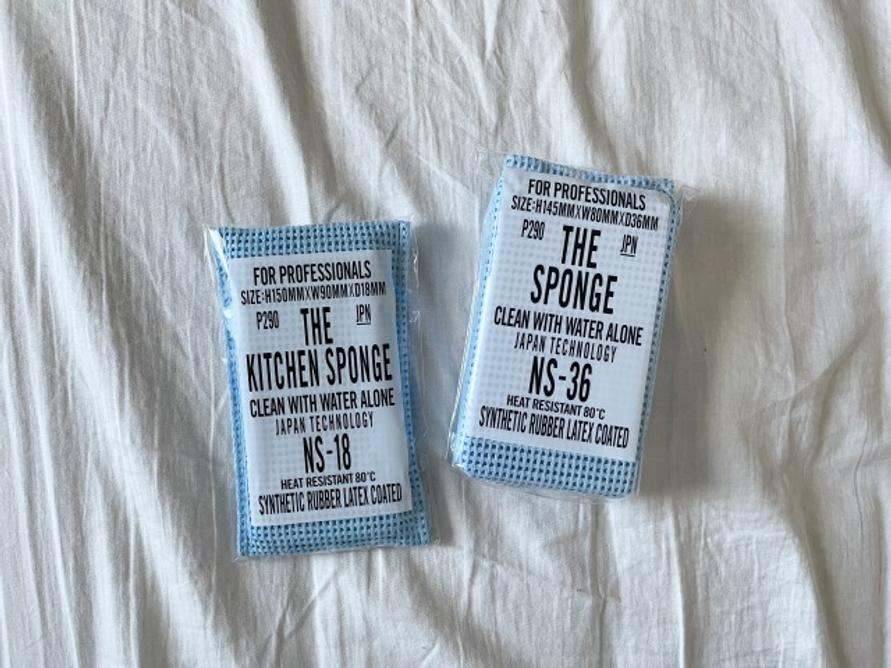 FOR PROFESSIONALS
SIZE:H150MMXW90MMXD18MM
P290 JPN
THE
KITCHEN SPONGE
CLEAN WITH WATER ALONE
JAPAN TECHNOLOGY
NS-18
HEAT RESISTANT 80°C
SYNTHETIC RUBBER LATEX COATED
FOR PROFESSIONALS
SIZE:H145MMXW80MMXD36MM
P290 JPN
THE
SPONGE
CLEAN WITH WATER ALONE
JAPAN TECHNOLOGY
NS-36
HEAT RESISTANT 80°C
SYNTHETIC RUBBER LATEX COATED